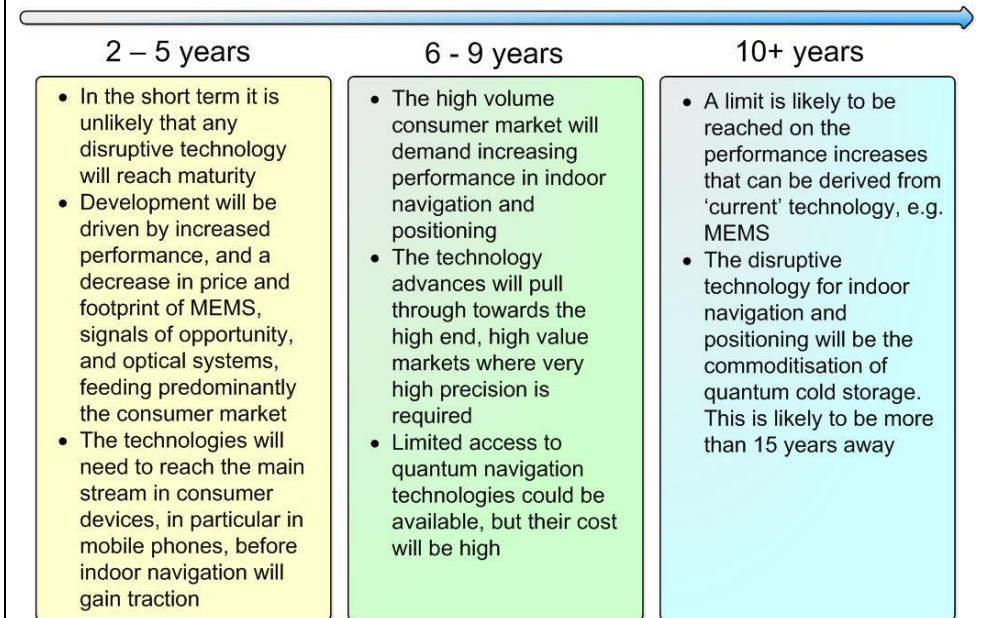 2 – 5 years
• In the short term it is
unlikely that any
disruptive technology
will reach maturity
• Development will be
driven by increased
performance, and a
decrease in price and
footprint of MEMS,
signals of opportunity,
and optical systems,
feeding predominantly
the consumer market
• The technologies will
need to reach the main
stream in consumer
devices, in particular in
mobile phones, before
indoor navigation will
gain traction
6 - 9 years
• The high volume
consumer market will
demand increasing
performance in indoor
navigation and
positioning
• The technology
advances will pull
through towards the
high end, high value
markets where very
high precision is
required
• Limited access to
quantum navigation
technologies could be
available, but their cost
will be high
10+ years
• A limit is likely to be
reached on the
performance increases
that can be derived from
‘current’ technology, e.g.
MEMS
• The disruptive
technology for indoor
navigation and
positioning will be the
commoditisation of
quantum cold storage.
This is likely to be more
than 15 years away